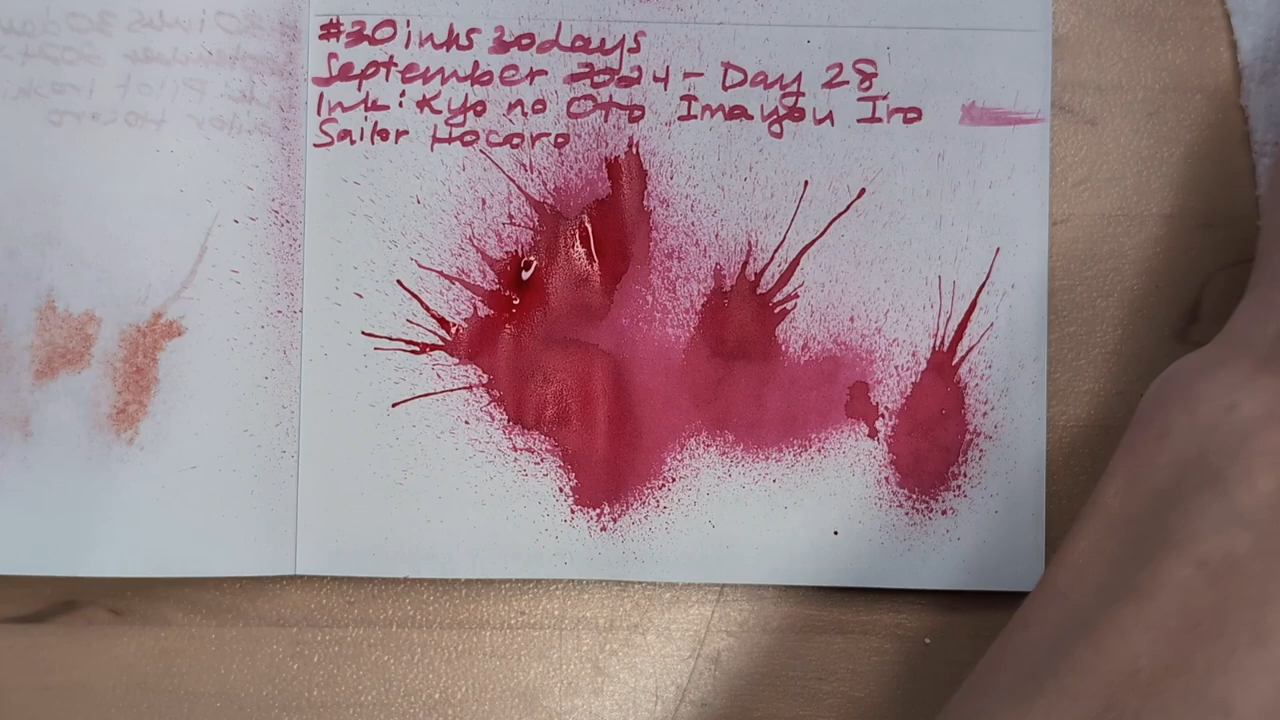 #30inks30days
September 2024 - Day 28
Ink: Kyo no Oto Imayou Iro
Sailor Hocoro